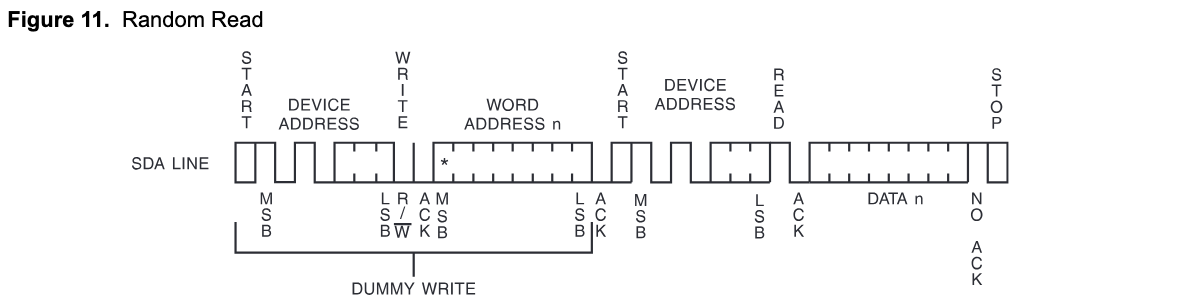 Figure 11. Random Read
START
WRITE
START
READ
STOP
DEVICE
ADDRESS
WORD
ADDRESS n
DEVICE
ADDRESS
SDA LINE
*
MSB
LSB
R/W
ACK
MSB
LSB
ACK
MSB
LSB
ACK
DATA n
NO ACK
DUMMY WRITE